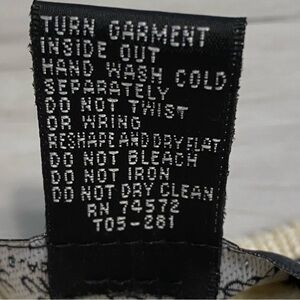 TURN GARMENT
INSIDE OUT
HAND WASH COLD
SEPARATELY
DO NOT TWIST
OR WRING
RESHAPE AND DRY FLAT
DO NOT BLEACH
DO NOT IRON
DO NOT DRY CLEAN
RN 74572
T05-281